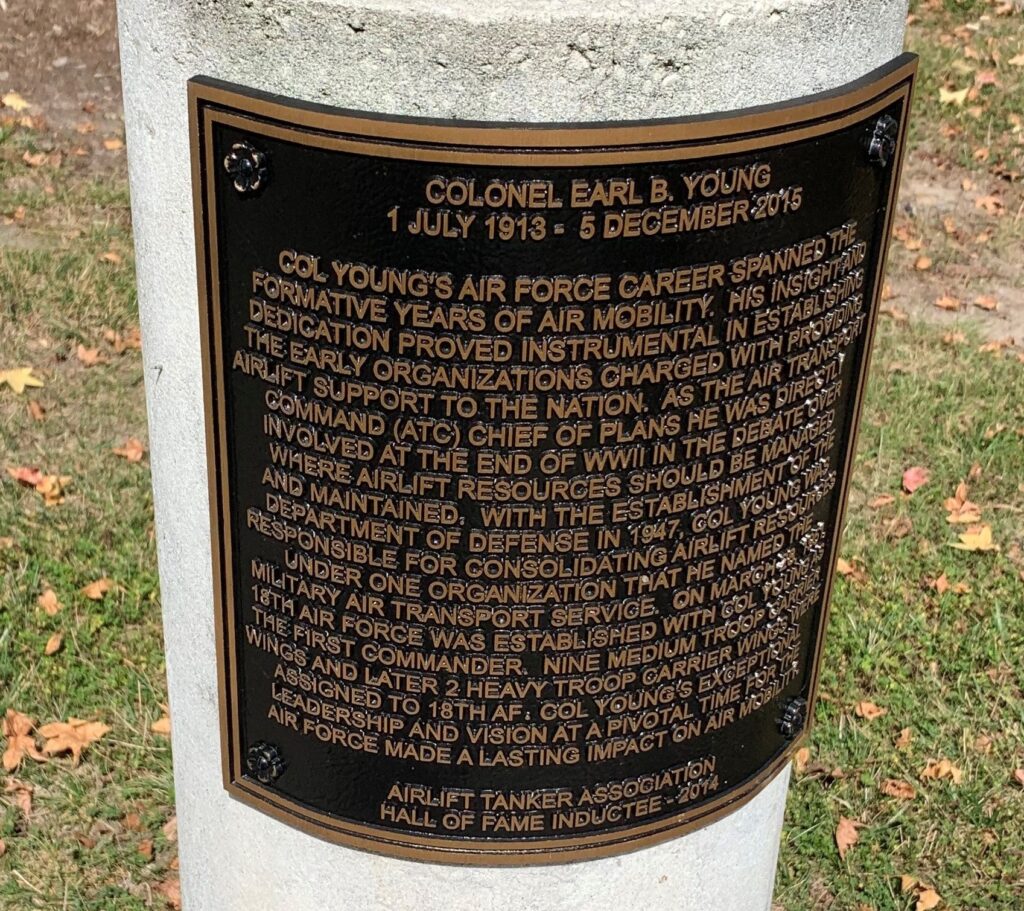 COLONEL EARL B. YOUNG
1 JULY 1913 - 5 DECEMBER 2015
COL YOUNG'S AIR FORCE CAREER SPANNED THE
FORMATIVE YEARS OF AIR MOBILITY. HIS INSIGHT AND
DEDICATION PROVED INSTRUMENTAL IN ESTABLISHING
THE EARLY ORGANIZATIONS CHARGED WITH PROVIDING
AIRLIFT SUPPORT TO THE NATION. AS THE AIR TRANSPORT
COMMAND (ATC) CHIEF OF PLANS HE WAS DIRECTLY
INVOLVED AT THE END OF WWII IN THE DEBATE OVER
WHERE AIRLIFT RESOURCES SHOULD BE MANAGED
AND MAINTAINED. WITH THE ESTABLISHMENT OF THE
DEPARTMENT OF DEFENSE IN 1947, COL YOUNG WAS
RESPONSIBLE FOR CONSOLIDATING AIRLIFT RESOURCES
UNDER ONE ORGANIZATION THAT HE NAMED THE
MILITARY AIR TRANSPORT SERVICE. ON MARCH
18TH AIR FORCE WAS ESTABLISHED WITH COL YOUNG AS
THE FIRST COMMANDER. NINE MEDIUM TROOP CARRIER
WINGS AND LATER 2 HEAVY TROOP CARRIER WINGS WERE
ASSIGNED TO 18TH AF. COL YOUNG'S EXCEPTIONAL
LEADERSHIP AND VISION AT A PIVOTAL TIME FOR THE
AIR FORCE MADE A LASTING IMPACT ON AIR MOBILITY
AIRLIFT TANKER ASSOCIATION
HALL OF FAME INDUCTEE - 2014